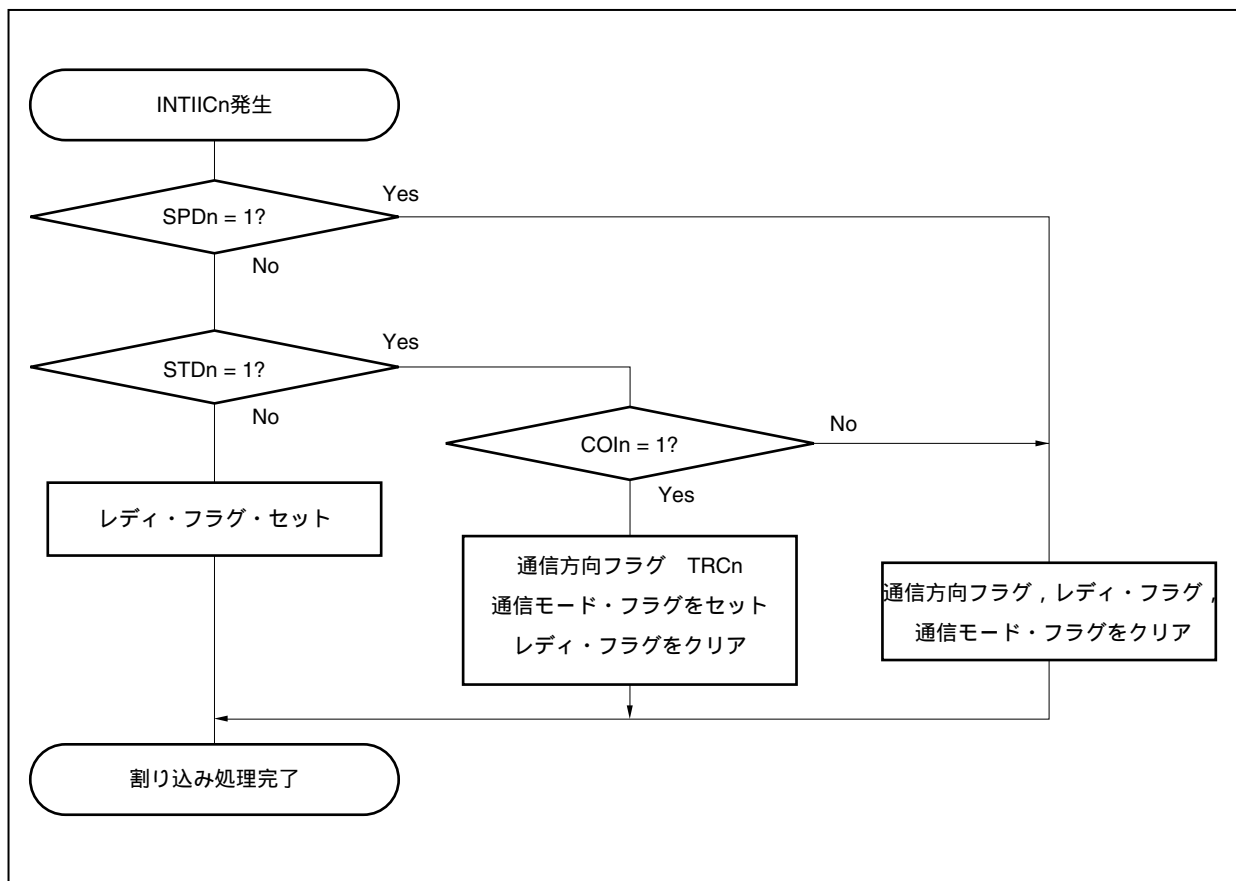 INTIICn発生
SPDn = 1?
Yes
No
STDn = 1?
Yes
No
COIn = 1?
No
Yes
レディ・フラグ・セット
通信方向フラグ　TRCn
通信モード・フラグをセット
レディ・フラグをクリア
通信方向フラグ，レディ・フラグ，
通信モード・フラグをクリア
割り込み処理完了